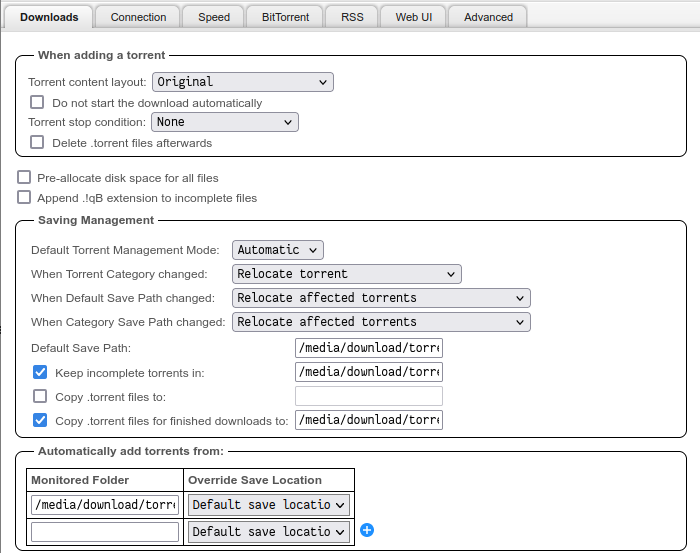 Downloads Connection Speed BitTorrent RSS Web UI Advanced
When adding a torrent
Torrent content layout: Original
Do not start the download automatically
Torrent stop condition: None
Delete .torrent files afterwards
Pre-allocate disk space for all files
Append .!qB extension to incomplete files
Saving Management
Default Torrent Management Mode: Automatic
When Torrent Category changed: Relocate torrent
When Default Save Path changed: Relocate affected torrents
When Category Save Path changed: Relocate affected torrents
Default Save Path: /media/download/torre
Keep incomplete torrents in: /media/download/torre
Copy .torrent files to:
Copy .torrent files for finished downloads to: /media/download/torre
Automatically add torrents from:
Monitored Folder Override Save Location
/media/download/torre Default save locatio
Default save locatio